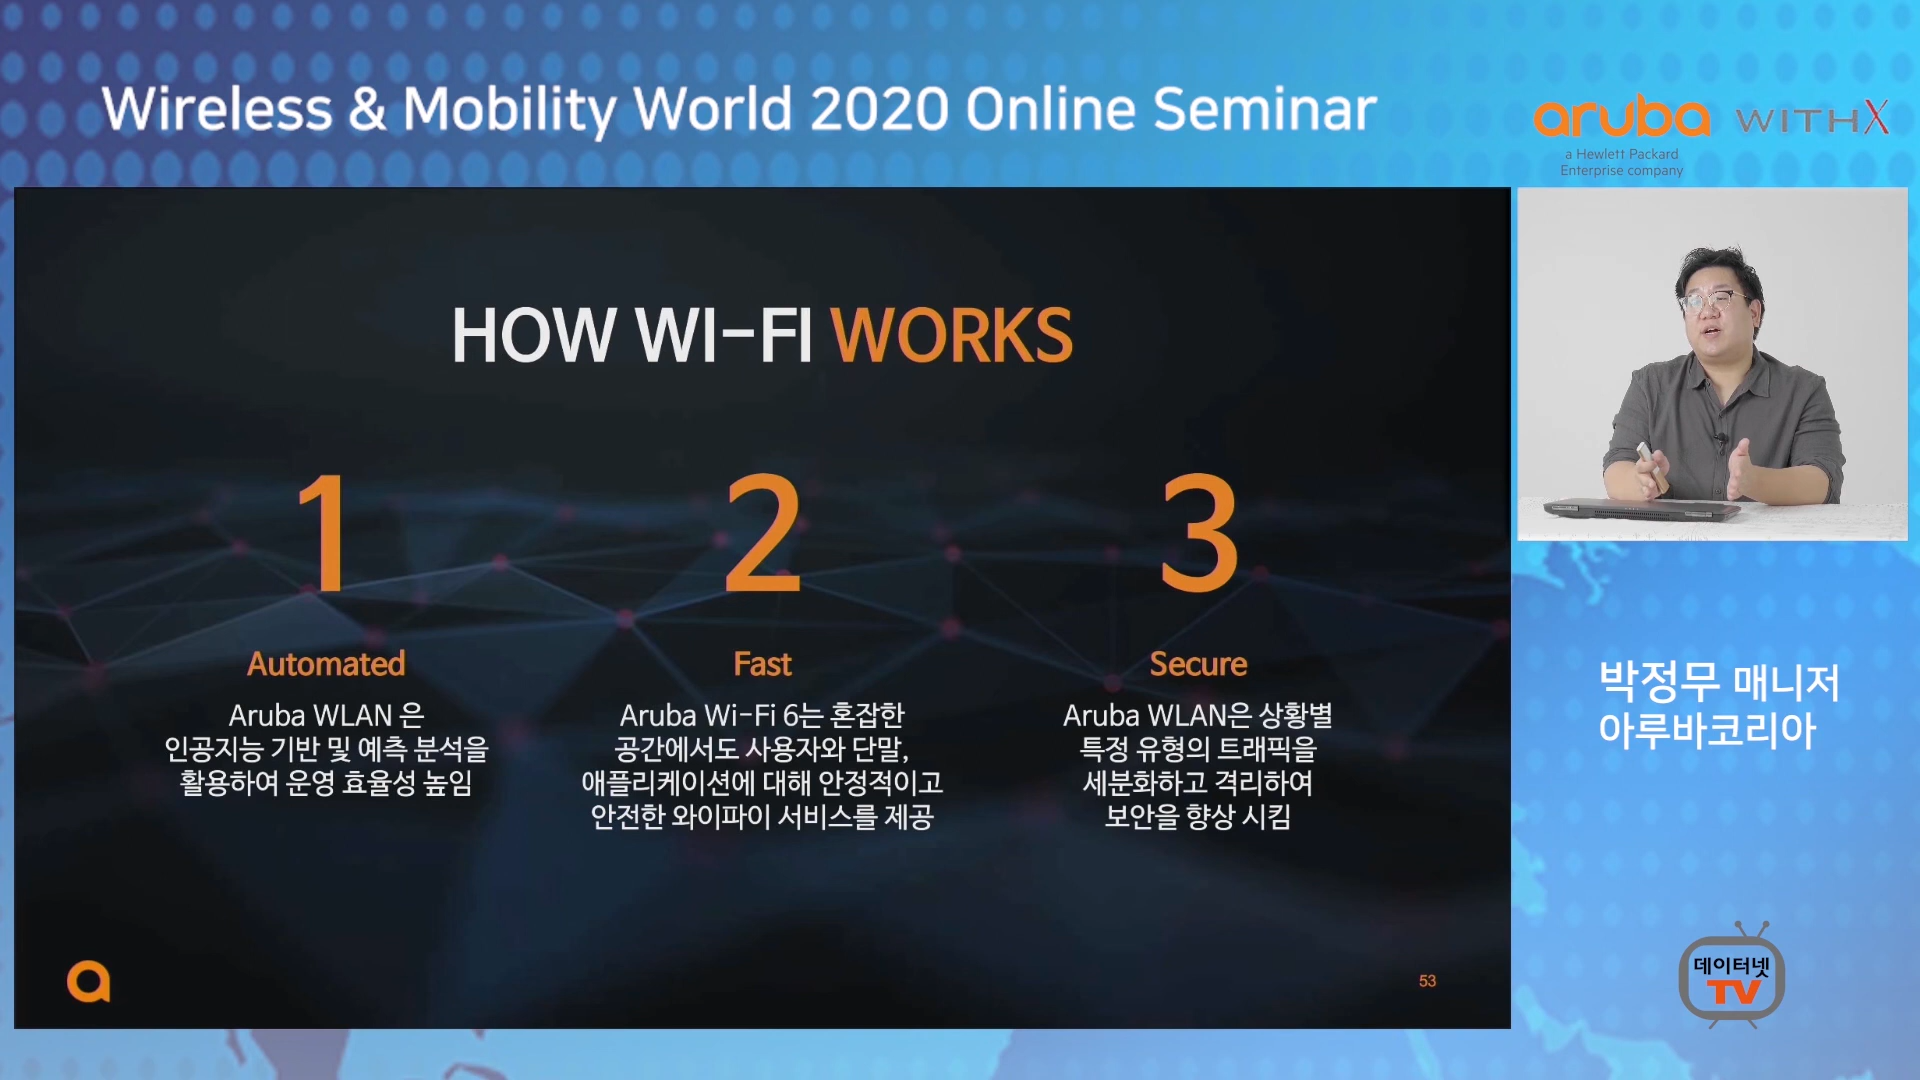 Wireless & Mobility World 2020 Online Seminar
aruba
a Hewlett Packard
Enterprise company
WITHX
HOW WI-FI WORKS
1
Automated
Aruba WLAN 은
인공지능 기반 및 예측 분석을
활용하여 운영 효율성 높임
2
Fast
Aruba Wi-Fi 6는 혼잡한
공간에서도 사용자와 단말,
애플리케이션에 대해 안정적이고
안전한 와이파이 서비스를 제공
3
Secure
Aruba WLAN은 상황별
특정 유형의 트래픽을
세분화하고 격리하여
보안을 향상 시킴
53
박정무 매니저
아루바코리아
데이터넷
TV